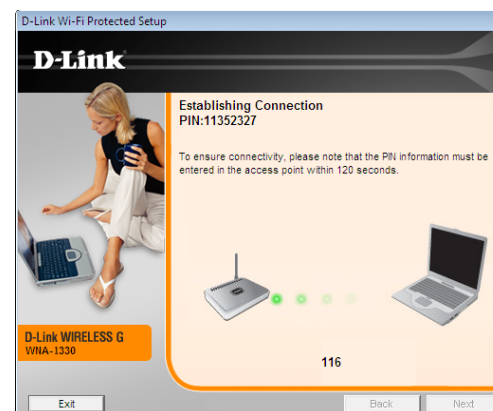 D-Link Wi-Fi Protected Setup
D-Link
Establishing Connection
PIN:11352327
To ensure connectivity, please note that the PIN information must be
entered in the access point within 120 seconds.
D-Link WIRELESS G
WNA-1330
116
Exit
Back
Next